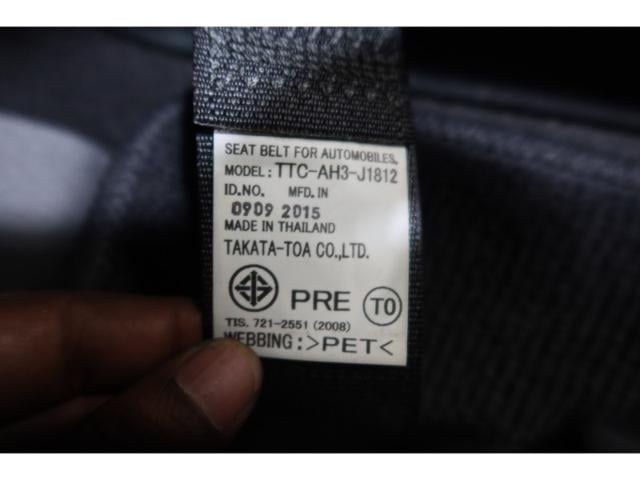 SEAT BELT FOR AUTOMOBILES.
MODEL: TTC-AH3-J1812
ID.NO. MFD. IN
0909 2015
MADE IN THAILAND
TAKATA-TOA CO.,LTD.
PRE TO
TIS. 721-2551 (2008)
WEBBING:>PET<